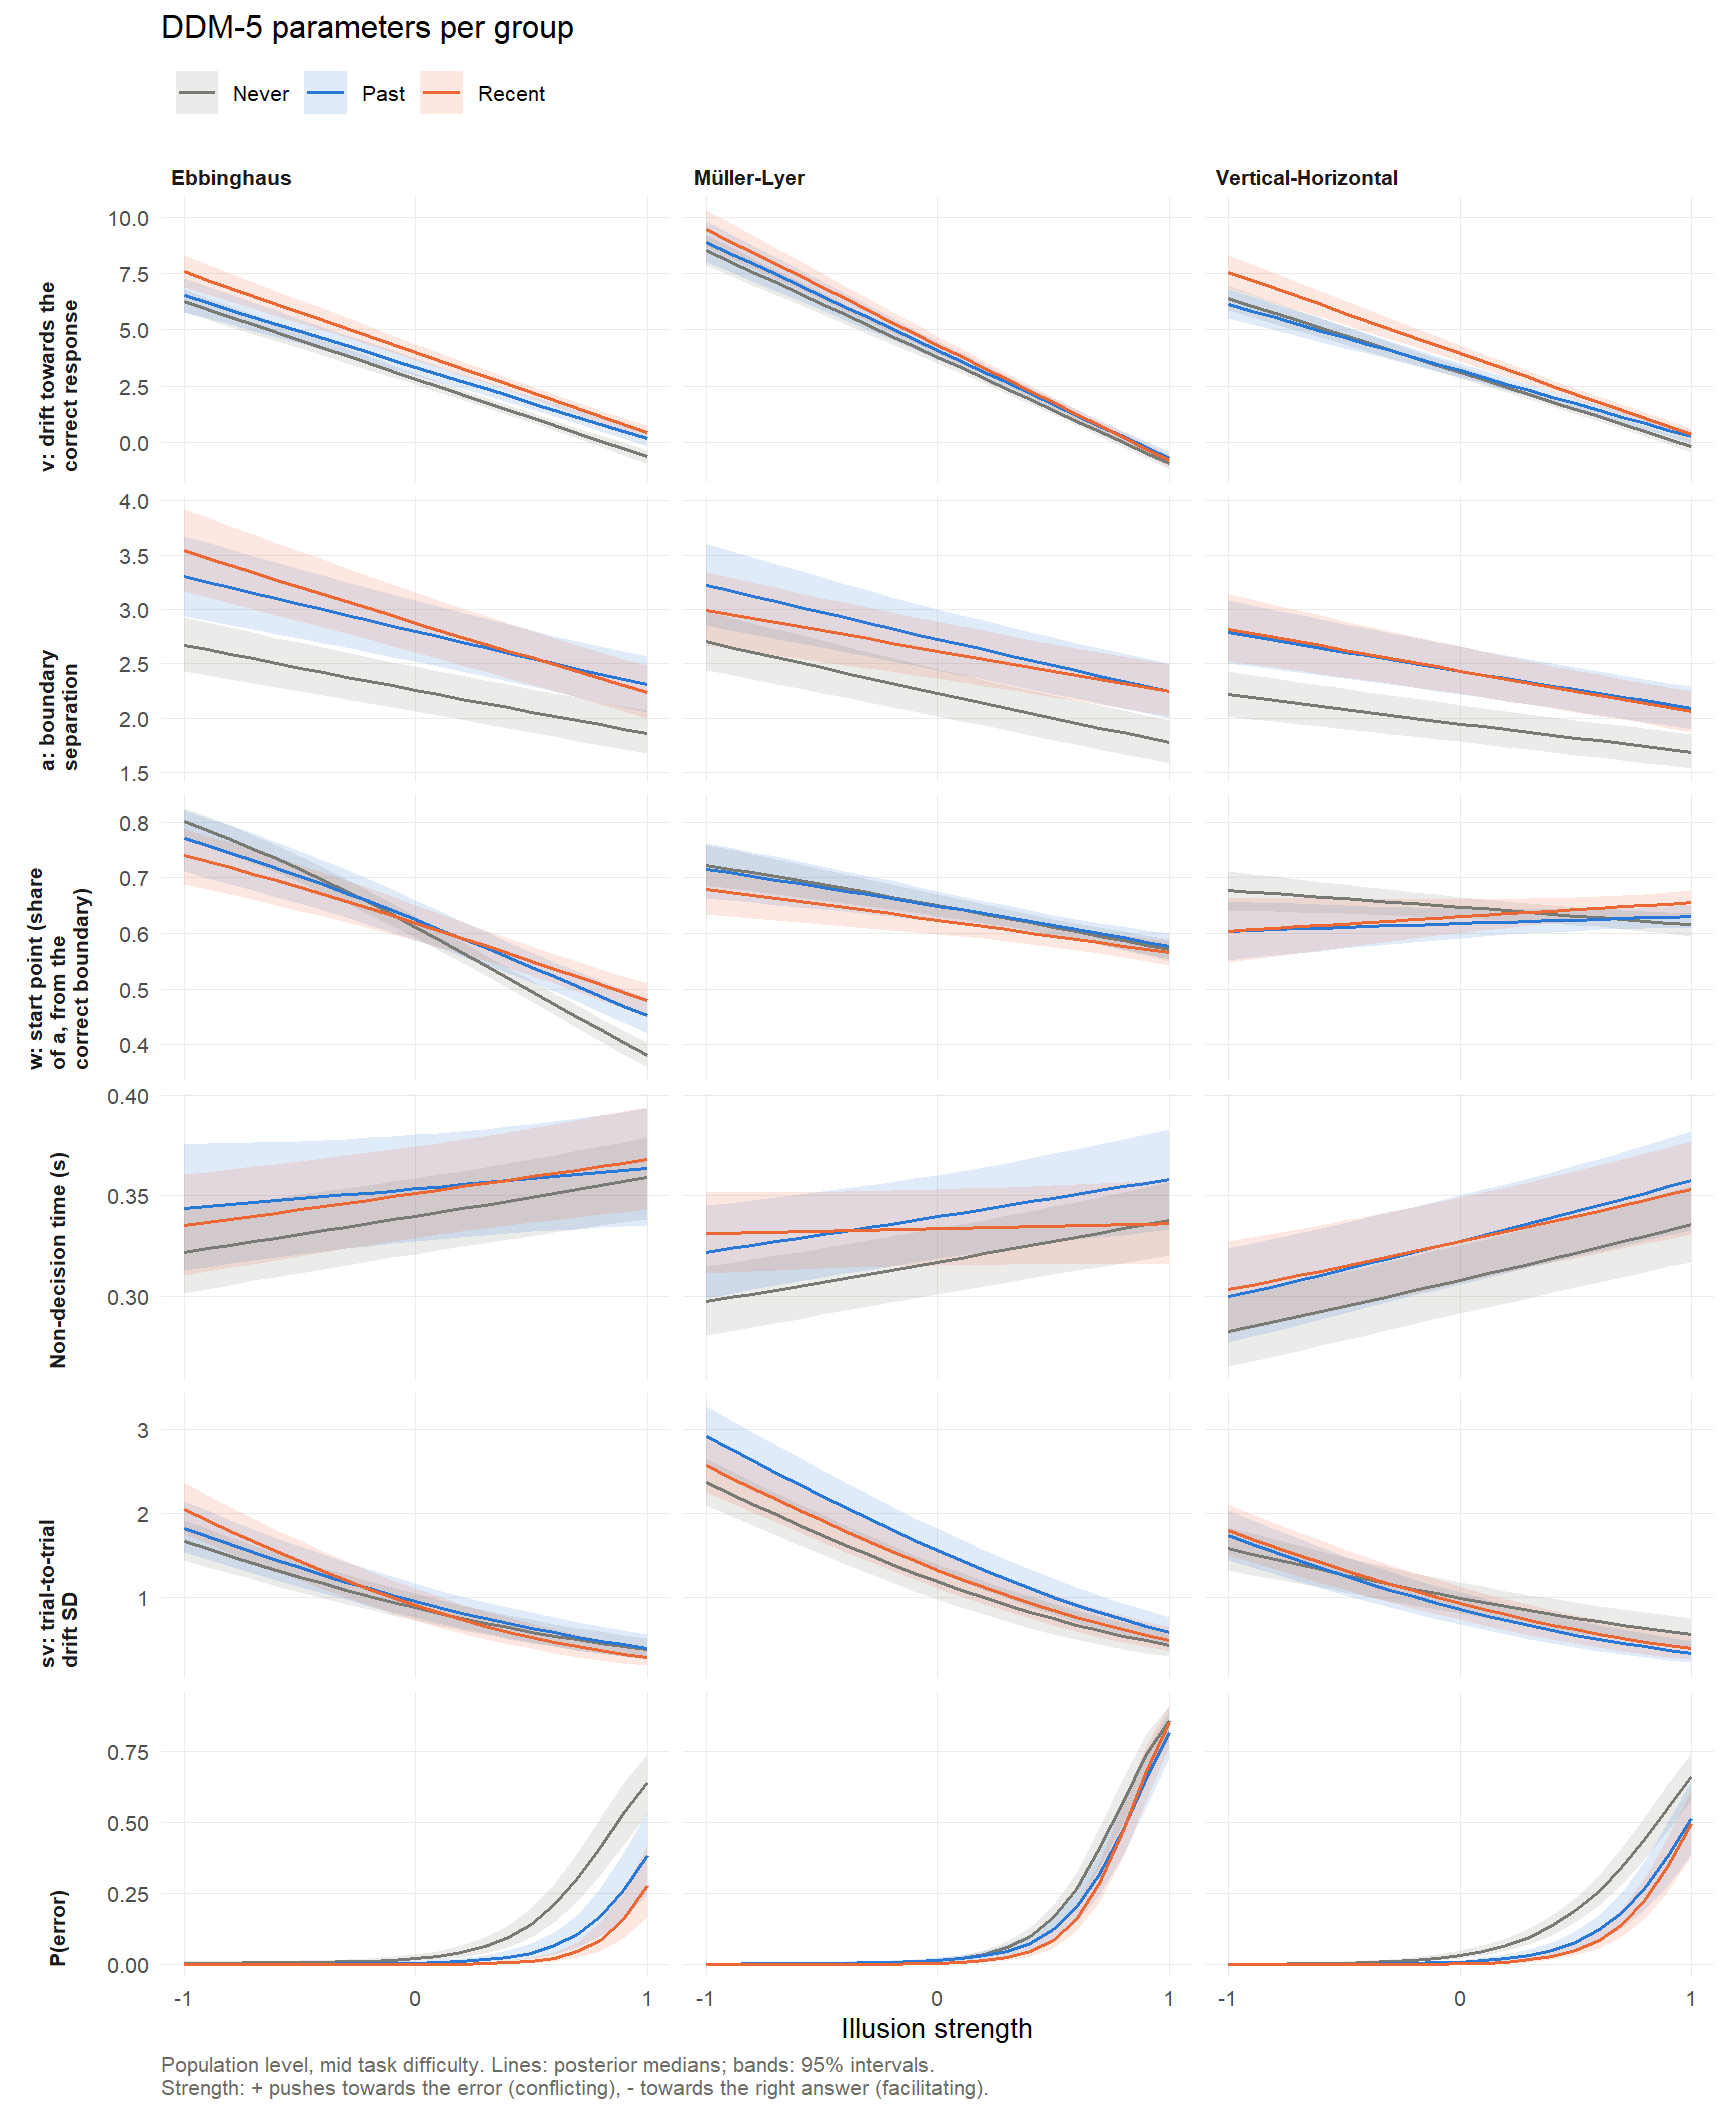 DDM-5 parameters per group
Never Past Recent
Ebbinghaus Müller-Lyer Vertical-Horizontal
v: drift towards the
correct response
10.0
7.5
5.0
2.5
0.0
a: boundary
separation
4.0
3.5
3.0
2.5
2.0
1.5
w: start point (share
of a, from the
correct boundary)
0.8
0.7
0.6
0.5
0.4
Non-decision time (s)
0.40
0.35
0.30
sv: trial-to-trial
drift SD
3
2
1
P(error)
0.75
0.50
0.25
0.00
-1 0 1 -1 0 1 -1 0 1
Illusion strength
Population level, mid task difficulty. Lines: posterior medians; bands: 95% intervals.
Strength: + pushes towards the error (conflicting), - towards the right answer (facilitating).